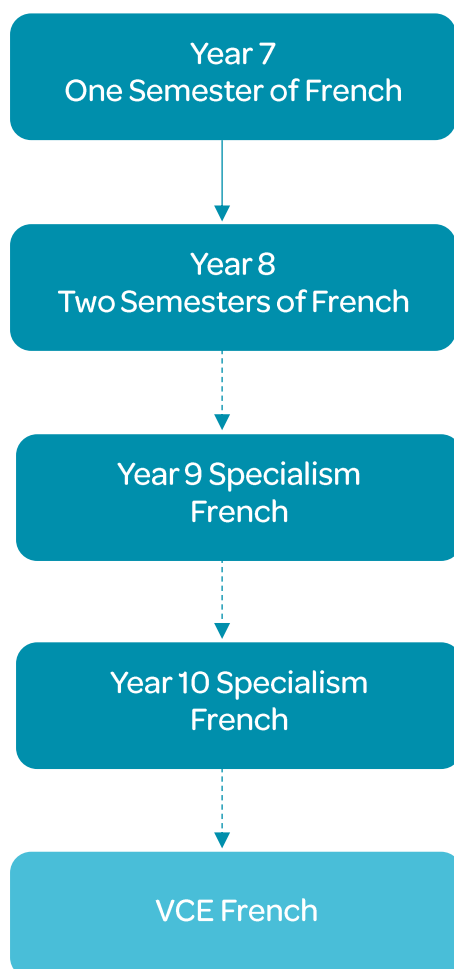 Year 7
One Semester of French
Year 8
Two Semesters of French
Year 9 Specialism
French
Year 10 Specialism
French
VCE French